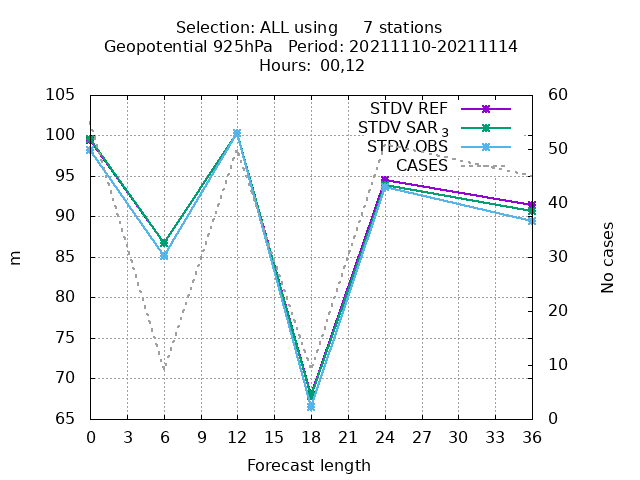 Selection: ALL using 7 stations
Geopotential 925hPa Period: 20211110-20211114
Hours: 00,12
105
100
95
90
85
80
75
70
65
60
50
40
30
20
10
0
STDV REF
STDV SAR 3
STDV OBS
CASES
m
No cases
0 3 6 9 12 15 18 21 24 27 30 33 36
Forecast length